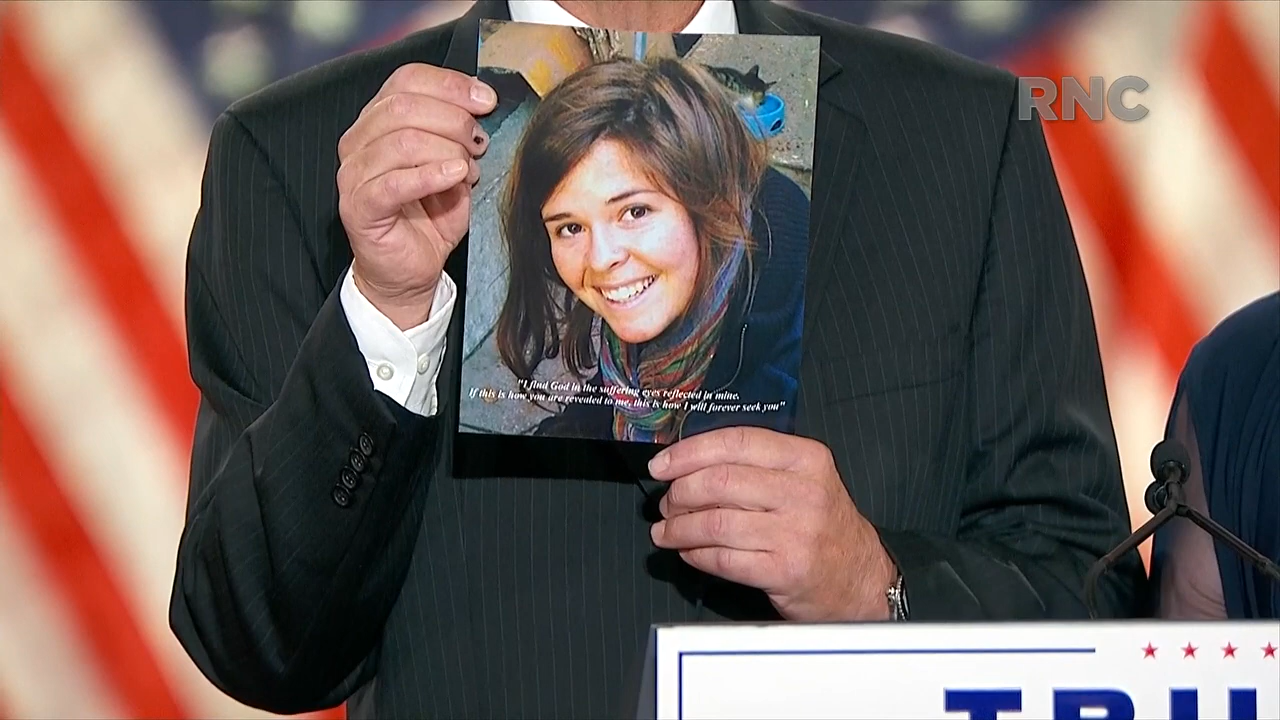 RNC
"I find God in the suffering eyes reflected in mine.
If this is how you are revealed to me, this is how I will forever seek you"
TRU